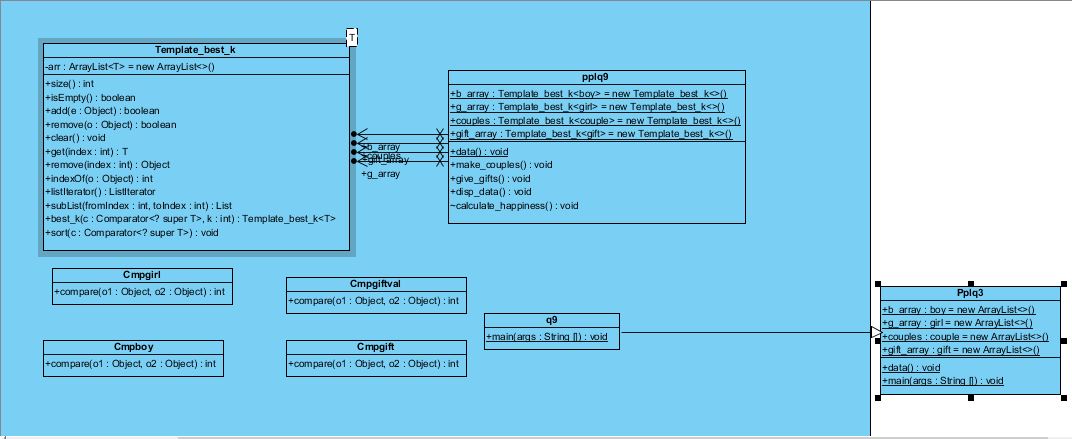 T
Template_best_k
-arr : ArrayList<T> = new ArrayList<>()
+size() : int
+isEmpty() : boolean
+add(e : Object) : boolean
+remove(o : Object) : boolean
+clear() : void
+get(index : int) : T
+remove(index : int) : Object
+indexOf(o : Object) : int
+listIterator() : ListIterator
+subList(fromIndex : int, toIndex : int) : List
+best_k(c : Comparator<? super T>, k : int) : Template_best_k<T>
+sort(c : Comparator<? super T>) : void
+b_array
+couples
+gift_array
+g_array
pplq9
+b_array : Template_best_k<boy> = new Template_best_k<>()
+g_array : Template_best_k<girl> = new Template_best_k<>()
+couples : Template_best_k<couple> = new Template_best_k<>()
+gift_array : Template_best_k<gift> = new Template_best_k<>()
+data() : void
+make_couples() : void
+give_gifts() : void
+disp_data() : void
~calculate_happiness() : void
Cmpgirl
+compare(o1 : Object, o2 : Object) : int
Cmpgiftval
+compare(o1 : Object, o2 : Object) : int
q9
+main(args : String []) : void
Cmpboy
+compare(o1 : Object, o2 : Object) : int
Cmpgift
+compare(o1 : Object, o2 : Object) : int
Pplq3
+b_array : boy = new ArrayList<>()
+g_array : girl = new ArrayList<>()
+couples : couple = new ArrayList<>()
+gift_array : gift = new ArrayList<>()
+data() : void
+main(args : String []) : void